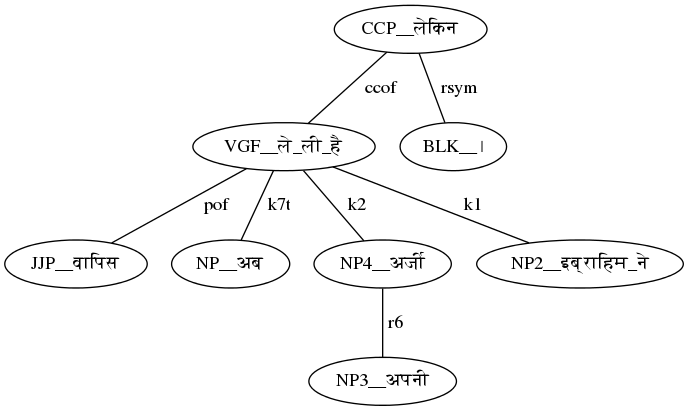 CCP__लेकिन
ccof rsym
VGF__ले_ली_है BLK__।
pof k7t k2 k1
JJP__वापिस NP__अब NP4__अर्जी NP2__इब्राहिम_ने
r6
NP3__अपनी